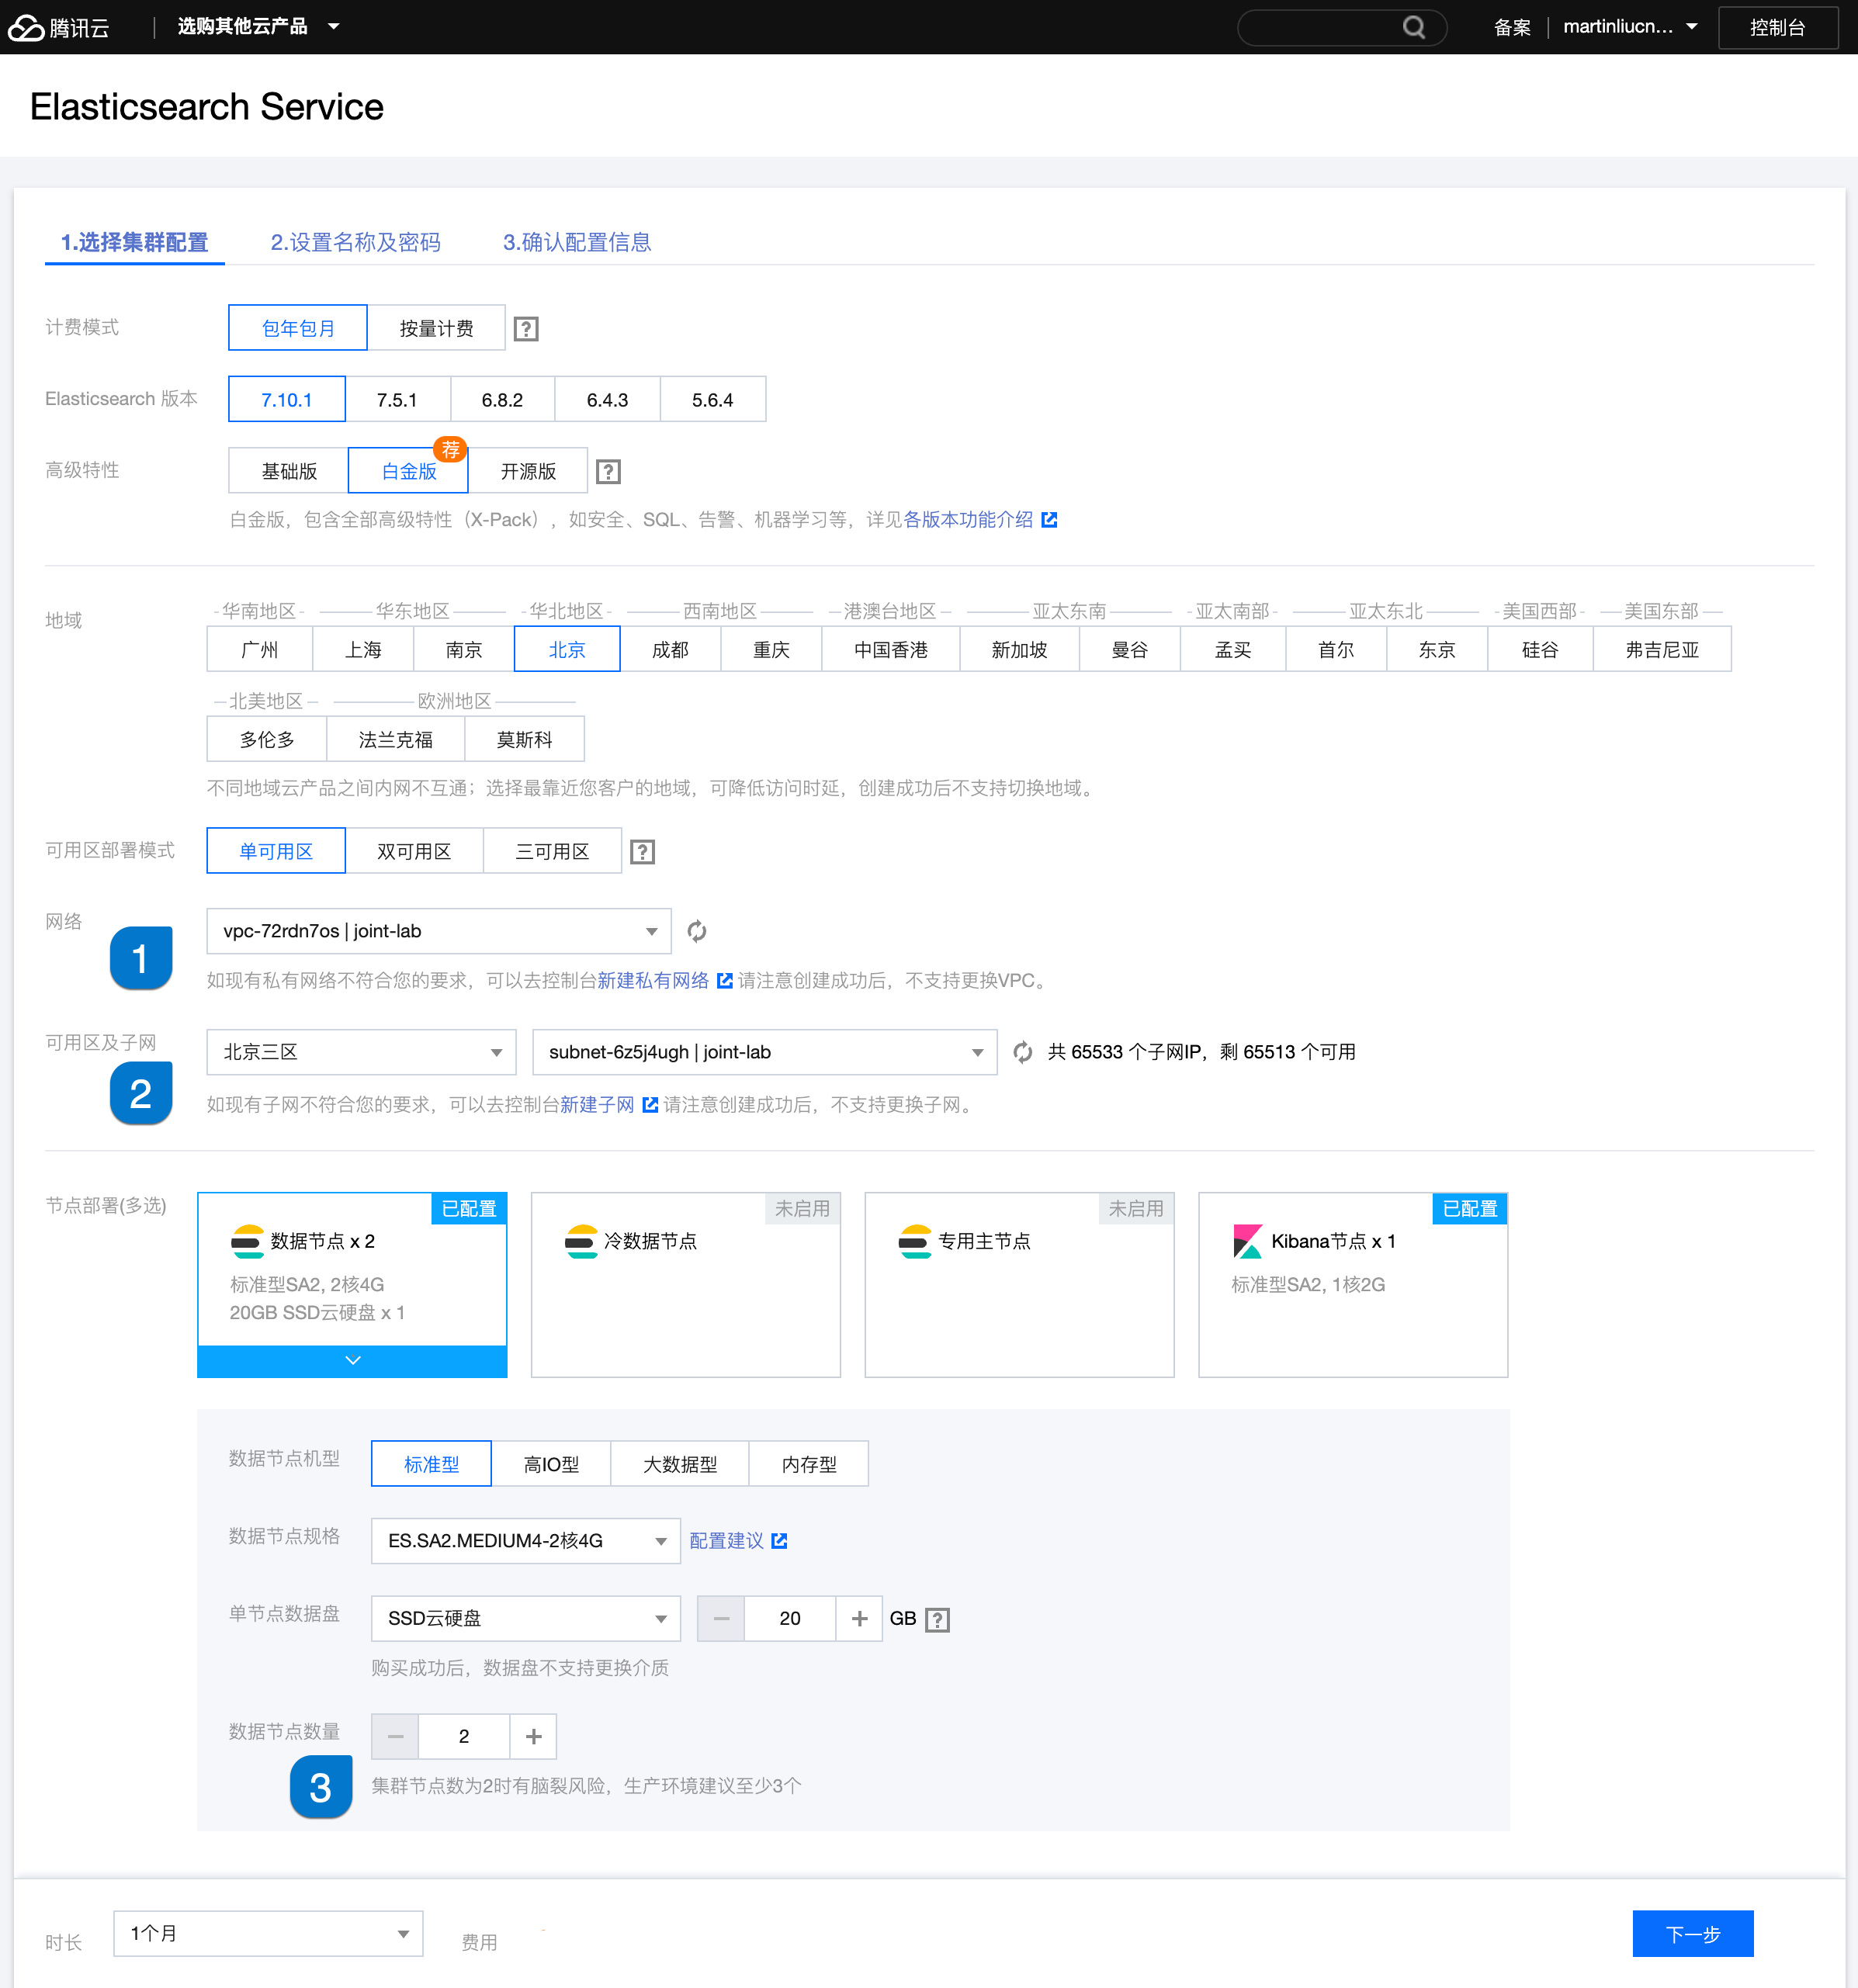 腾讯云 选购其他云产品 备案 martinliucn... 控制台
Elasticsearch Service
1.选择集群配置 2.设置名称及密码 3.确认配置信息
计费模式 包年包月 按量计费 ?
Elasticsearch 版本 7.10.1 7.5.1 6.8.2 6.4.3 5.6.4
荐
高级特性 基础版 白金版 开源版 ?
白金版，包含全部高级特性（X-Pack），如安全、SQL、告警、机器学习等，详见各版本功能介绍
地域 华南地区 华东地区 华北地区 西南地区 港澳台地区 亚太东南 亚太南部 亚太东北 美国西部 美国东部
广州 上海 南京 北京 成都 重庆 中国香港 新加坡 曼谷 孟买 首尔 东京 硅谷 弗吉尼亚
北美地区 欧洲地区
多伦多 法兰克福 莫斯科
不同地域云产品之间内网不互通；选择最靠近您客户的地域，可降低访问时延，创建成功后不支持切换地域。
可用区部署模式 单可用区 双可用区 三可用区 ?
网络 vpc-72rdn7os | joint-lab
1
如现有私有网络不符合您的要求，可以去控制台新建私有网络 请注意创建成功后，不支持更换VPC。
可用区及子网 北京三区 subnet-6z5j4ugh | joint-lab 共 65533 个子网IP，剩 65513 个可用
2
如现有子网不符合您的要求，可以去控制台新建子网 请注意创建成功后，不支持更换子网。
节点部署(多选) 已配置 未启用 未启用 已配置
数据节点 x 2 冷数据节点 专用主节点 Kibana节点 x 1
标准型SA2, 2核4G 标准型SA2, 1核2G
20GB SSD云硬盘 x 1
数据节点机型 标准型 高IO型 大数据型 内存型
数据节点规格 ES.SA2.MEDIUM4-2核4G 配置建议
单节点数据盘 SSD云硬盘 － 20 + GB ?
购买成功后，数据盘不支持更换介质
数据节点数量 － 2 +
3
集群节点数为2时有脑裂风险，生产环境建议至少3个
时长 1个月 费用 下一步